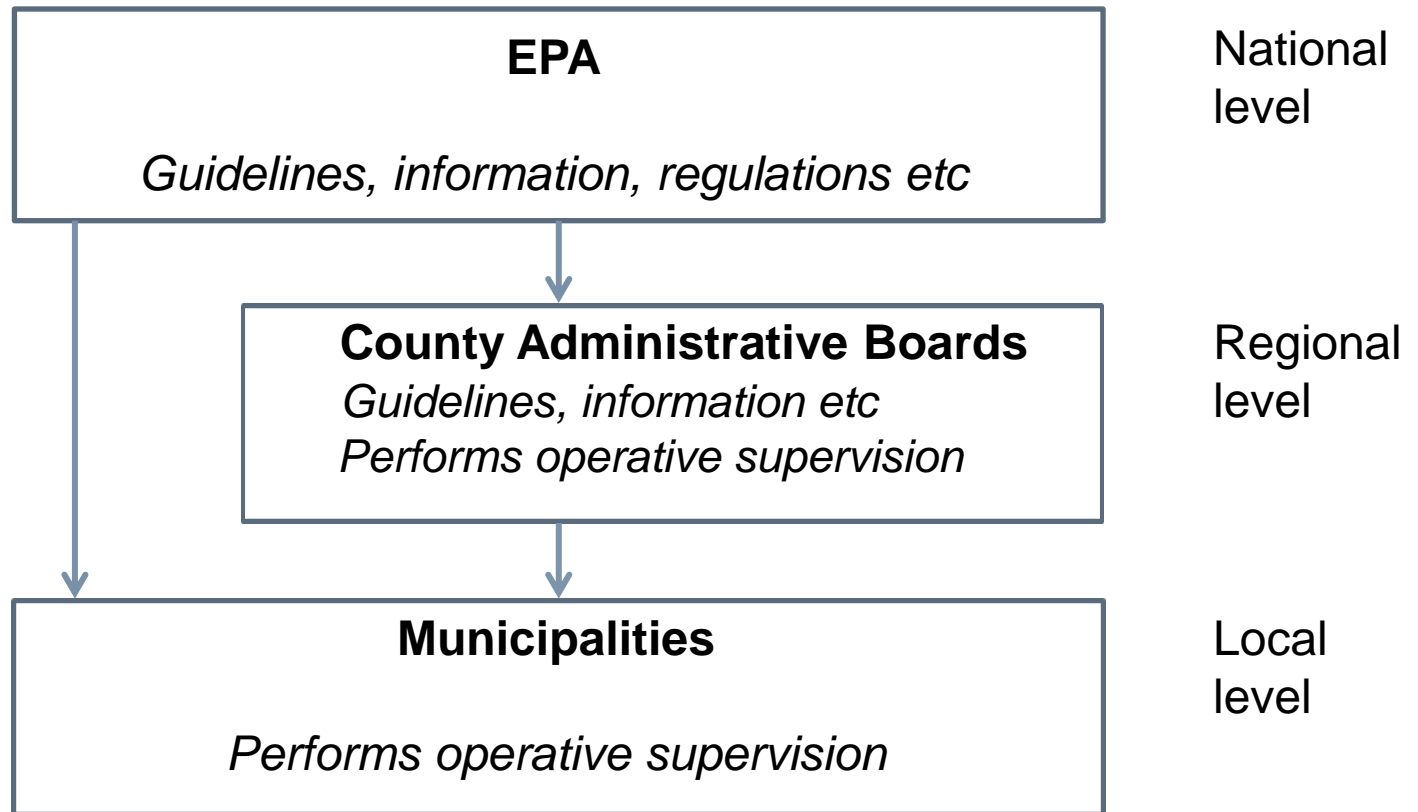 EPA
Guidelines, information, regulations etc
National
level
County Administrative Boards
Guidelines, information etc
Performs operative supervision
Regional
level
Municipalities
Performs operative supervision
Local
level